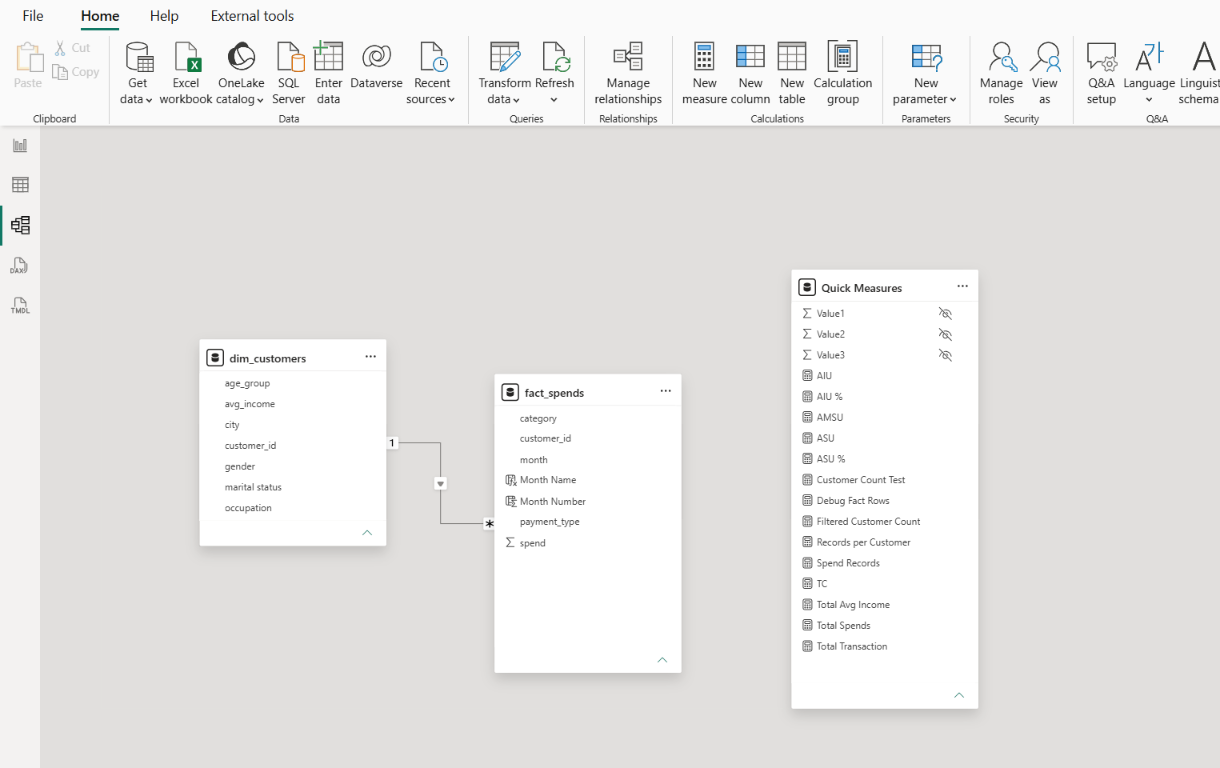 File Home Help External tools
Paste
Cut
Copy
Clipboard
Get
data
Excel
workbook
OneLake
catalog
SQL
Server
Enter
data
Dataverse
Recent
sources
Data
Transform
data
Refresh
Queries
Manage
relationships
Relationships
New
measure
New
column
New
table
Calculation
group
Calculations
New
parameter
Parameters
Manage
roles
View
as
Security
Q&A
setup
Language
Linguist
schema
Q&A
DAX
TMDL
dim_customers
age_group
avg_income
city
customer_id
gender
marital status
occupation
1
*
fact_spends
category
customer_id
month
Month Name
Month Number
payment_type
spend
Quick Measures
Value1
Value2
Value3
AIU
AIU %
AMSU
ASU
ASU %
Customer Count Test
Debug Fact Rows
Filtered Customer Count
Records per Customer
Spend Records
TC
Total Avg Income
Total Spends
Total Transaction